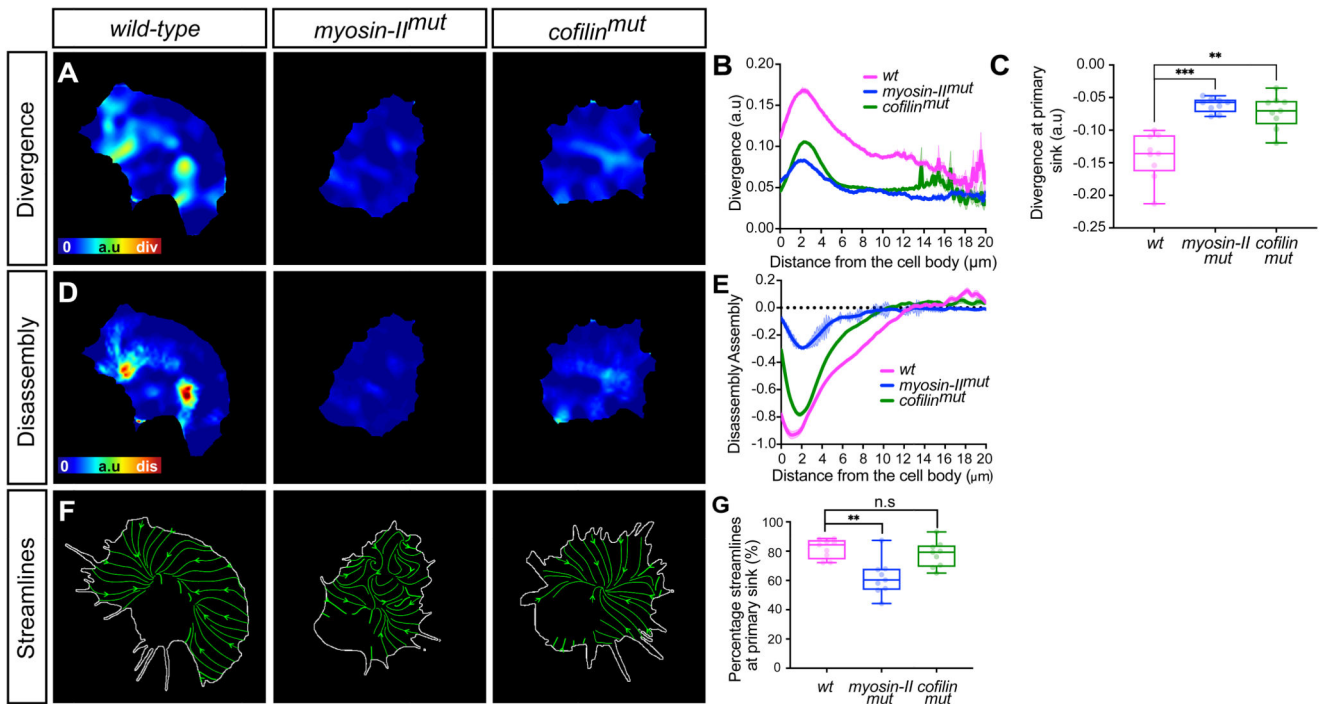 wild-type
myosin-IImut
cofilinmut
Divergence
A
0 a.u div
B
wt
myosin-IImut
cofilinmut
Divergence (a.u)
0.20
0.15
0.10
0.05
0.00
0 2 4 6 8 10 12 14 16 18 20
Distance from the cell body (µm)
C
**
***
Divergence at primary
sink (a.u)
0.00
-0.05
-0.10
-0.15
-0.20
-0.25
wt
myosin-II
mut
cofilin
mut
Disassembly
D
0 a.u dis
E
Disassembly Assembly
0.2
0.0
-0.2
-0.4
-0.6
-0.8
-1.0
wt
myosin-IImut
cofilinmut
0 2 4 6 8 10 12 14 16 18 20
Distance from the cell body (µm)
Streamlines
F
G
n.s
**
Percentage streamlines
at primary sink (%)
100
80
60
40
20
0
wt
myosin-II
mut
cofilin
mut